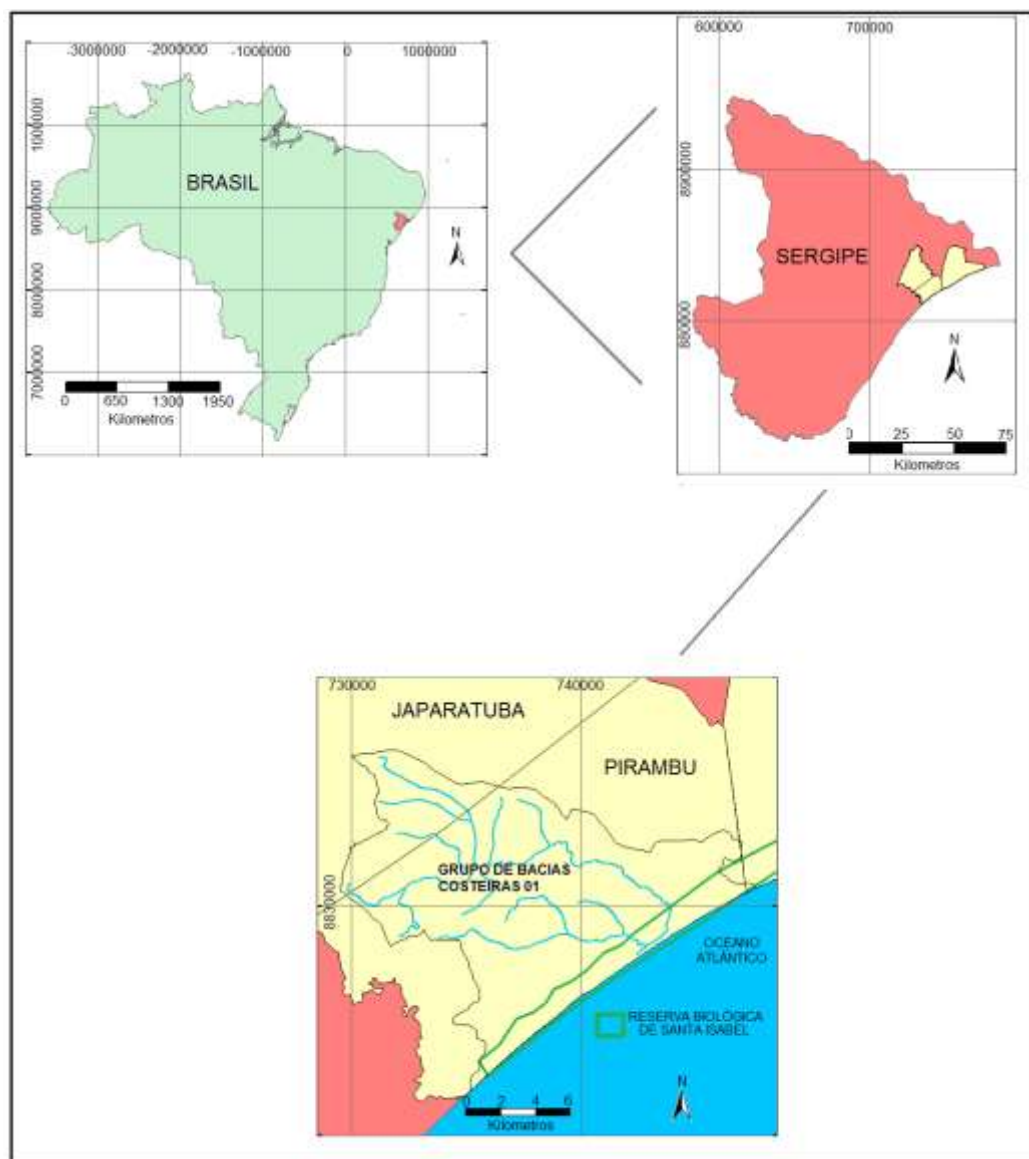 -3000000 -2000000 -1000000 0 1000000
1000000
9000000
8000000
7000000
BRASIL
N
0 650 1300 1950
Kilometros
600000 700000
8900000
880000
SERGIPE
N
0 25 50 75
Kilometros
730000 740000
8830000
JAPARATUBA
PIRAMBU
GRUPO DE BACIAS
COSTEIRAS 01
OCEANO
ATLÂNTICO
RESERVA BIOLÓGICA
DE SANTA ISABEL
N
0 2 4 6
Kilometros